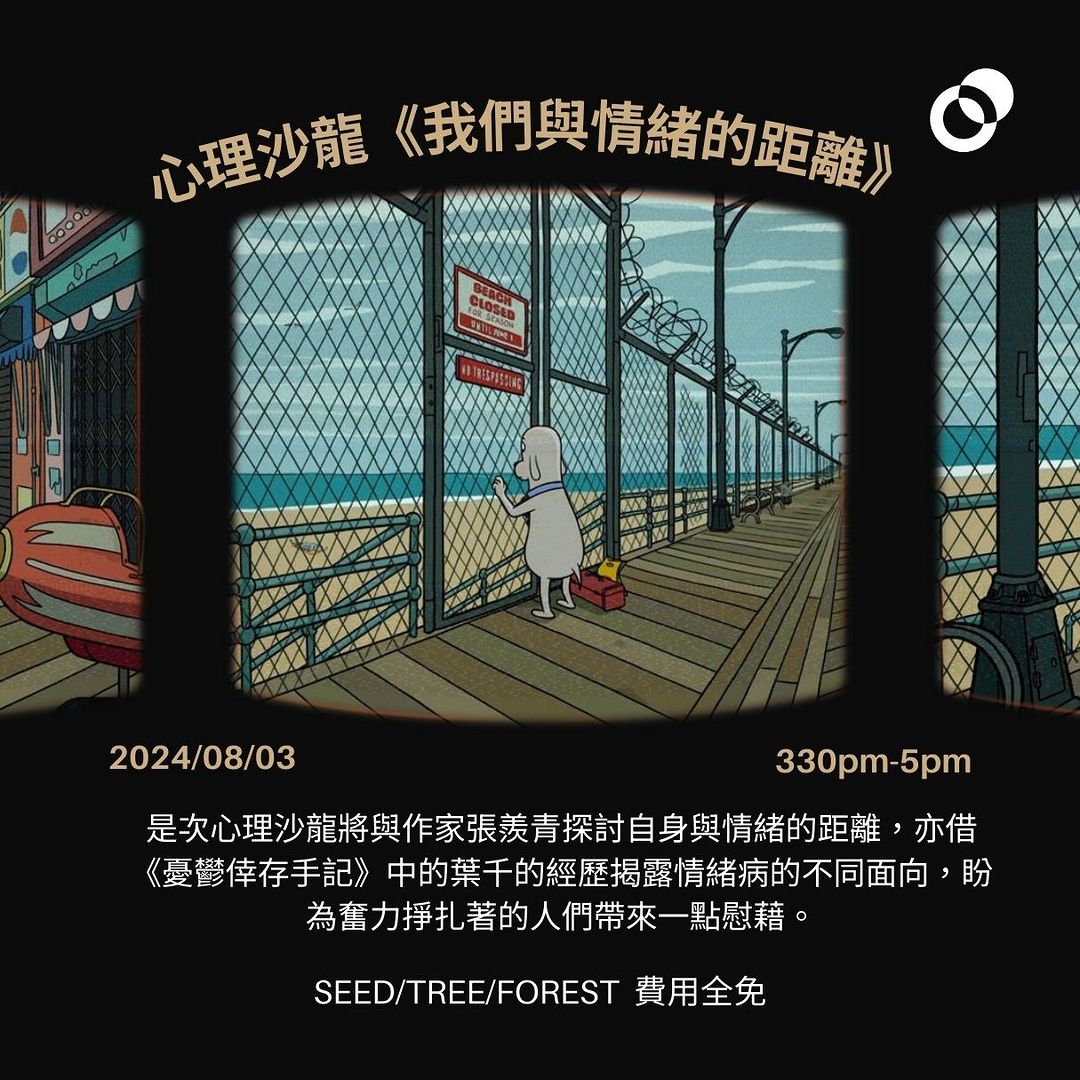 心理沙龍《我們與情緒的距離》
BEACH
CLOSED
FOR SEASON
UNTIL JUNE 1
NO TRESPASSING
2024/08/03
330pm-5pm
是次心理沙龍將與作家張羨青探討自身與情緒的距離，亦借
《憂鬱倖存手記》中的葉千的經歷揭露情緒病的不同面向，盼
為奮力掙扎著的人們帶來一點慰藉。
SEED/TREE/FOREST 費用全免